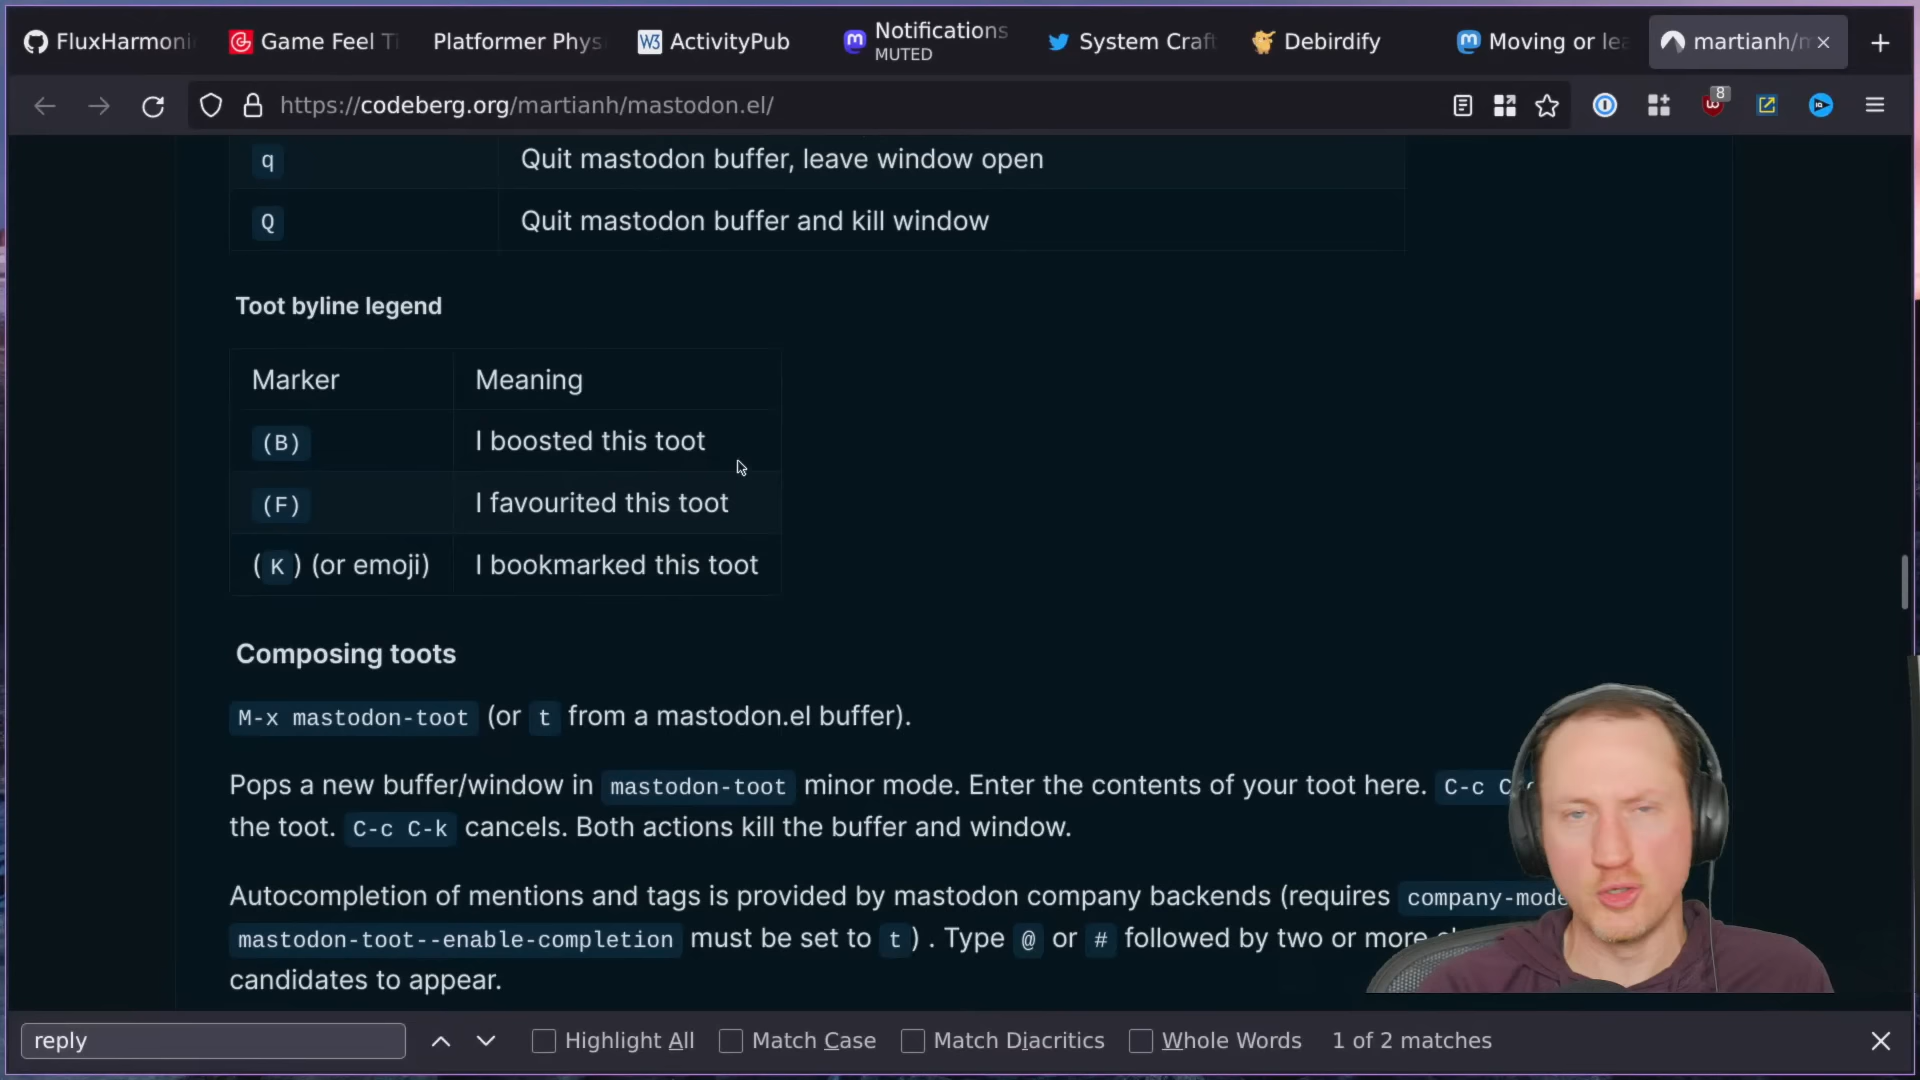 FluxHarmoni
Game Feel Ti
Platformer Phys
ActivityPub
Notifications
MUTED
System Craft
Debirdify
Moving or lea
martianh/m
https://codeberg.org/martianh/mastodon.el/
8
q Quit mastodon buffer, leave window open
Q Quit mastodon buffer and kill window
Toot byline legend
Marker Meaning
(B) I boosted this toot
(F) I favourited this toot
(K) (or emoji) I bookmarked this toot
Composing toots
M-x mastodon-toot (or t from a mastodon.el buffer).
Pops a new buffer/window in mastodon-toot minor mode. Enter the contents of your toot here. C-c C-
the toot. C-c C-k cancels. Both actions kill the buffer and window.
Autocompletion of mentions and tags is provided by mastodon company backends (requires company-mode
mastodon-toot--enable-completion must be set to t) . Type @ or # followed by two or more
candidates to appear.
reply
Highlight All
Match Case
Match Diacritics
Whole Words
1 of 2 matches